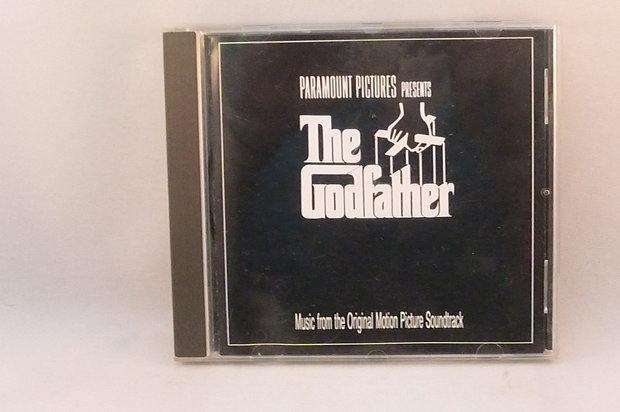 PARAMOUNT PICTURES PRESENTS
The
Godfather
Music from the Original Motion Picture Soundtrack